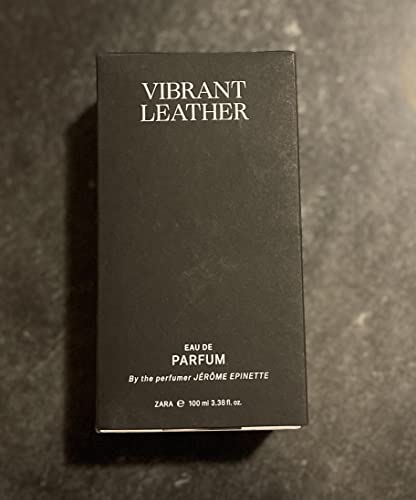 VIBRANT
LEATHER
EAU DE
PARFUM
By the perfumer JÉRÔME EPINETTE
ZARA ℮ 100 ml 3,38 fl. oz.